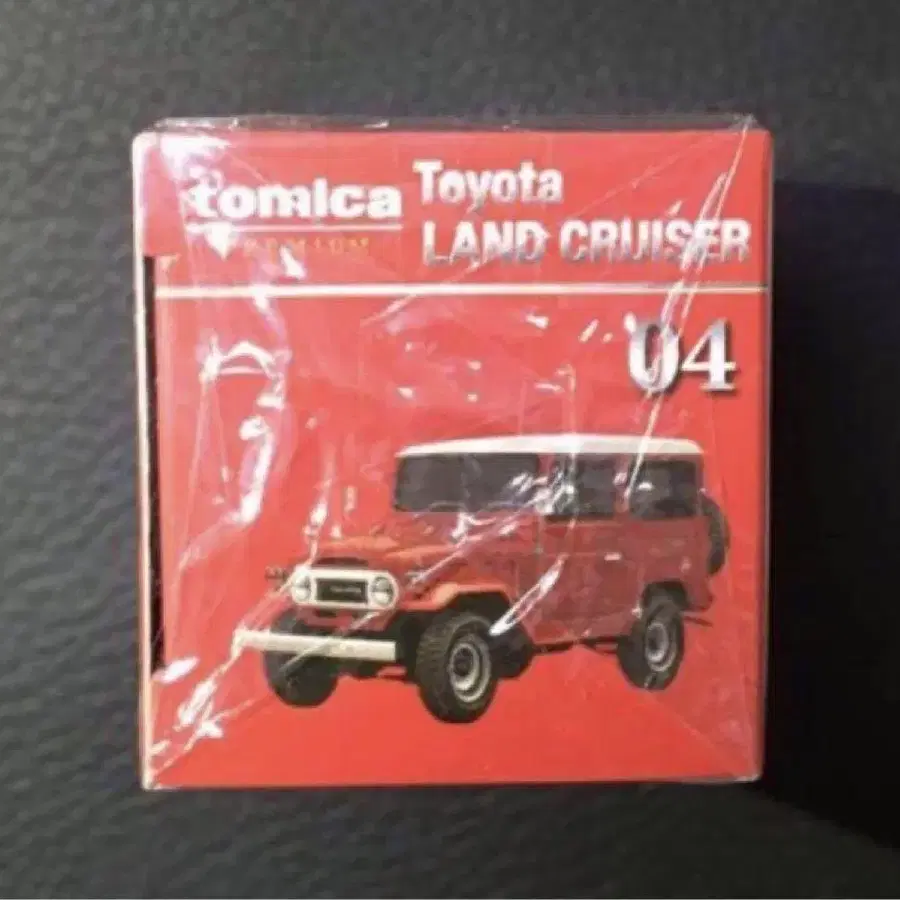 tomica
PREMIUM
Toyota
LAND CRUISER
04